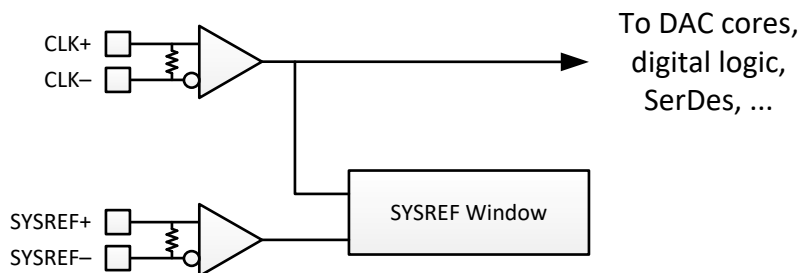 CLK+
CLK–
To DAC cores,
digital logic,
SerDes, ...
SYSREF+
SYSREF–
SYSREF Window